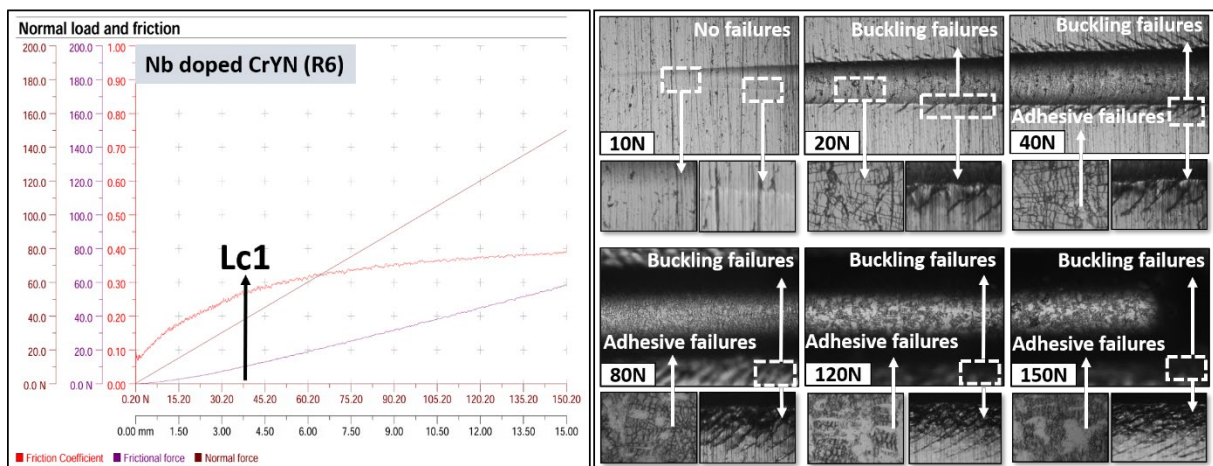 Normal load and friction
Nb doped CrYN (R6)
200.0 200.0 1.00
180.0 180.0 0.90
160.0 160.0 0.80
140.0 140.0 0.70
120.0 120.0 0.60
100.0 100.0 0.50
80.0 80.0 0.40
Lc1
60.0 60.0 0.30
40.0 40.0 0.20
20.0 20.0 0.10
0.0 N 0.0 N 0.00
0.20 N 15.20 30.20 45.20 60.20 75.20 90.20 105.20 120.20 135.20 150.20
0.00 mm 1.50 3.00 4.50 6.00 7.50 9.00 10.50 12.00 13.50 15.00
Friction Coefficient Frictional force Normal force
No failures
10N
Buckling failures
20N
Buckling failures
Adhesive failures
40N
Buckling failures
Adhesive failures
80N
Buckling failures
Adhesive failures
120N
Buckling failures
Adhesive failures
150N